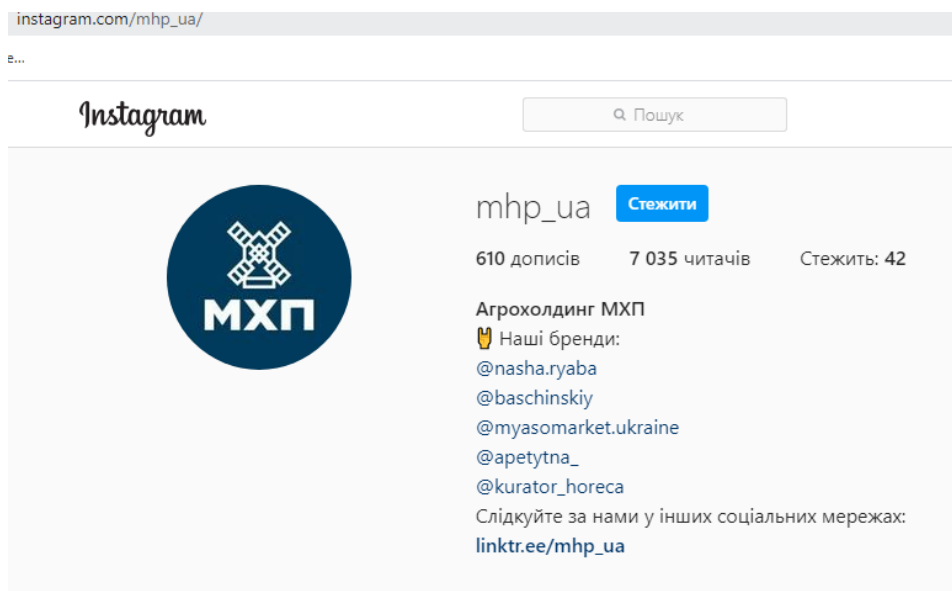 instagram.com/mhp_ua/
e...
Instagram
Пошук
МХП
mhp_ua Стежити
610 дописів 7 035 читачів Стежить: 42
Агрохолдинг МХП
🤘 Наші бренди:
@nasha.ryaba
@baschinskiy
@myasomarket.ukraine
@apetytna_
@kurator_horeca
Слідкуйте за нами у інших соціальних мережах:
linktr.ee/mhp_ua